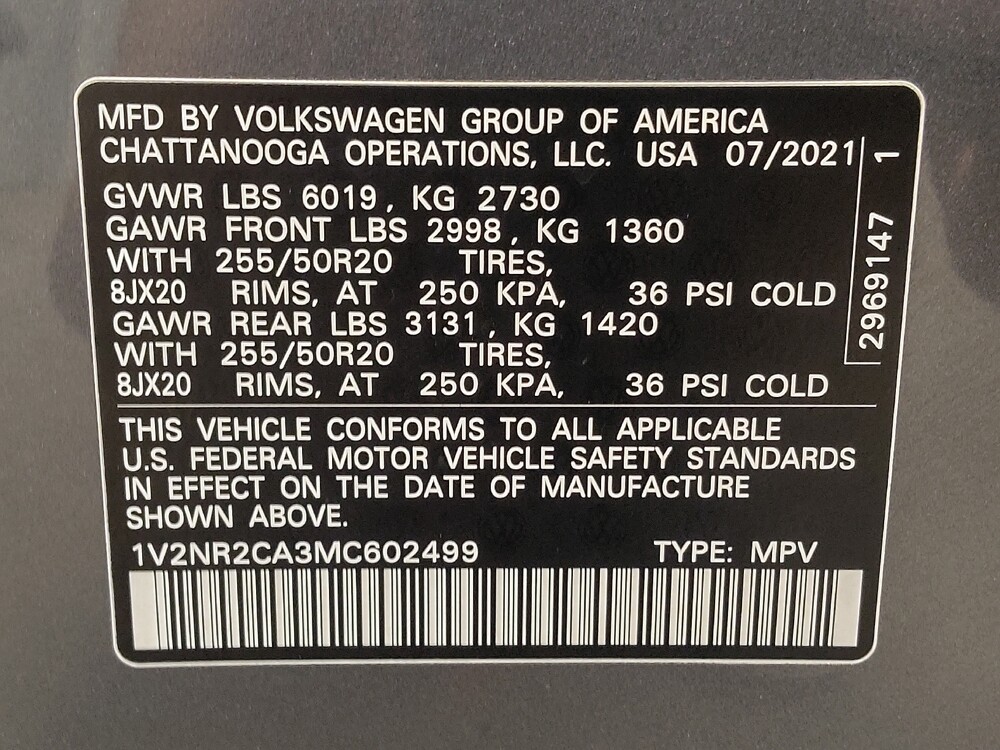 MFD BY VOLKSWAGEN GROUP OF AMERICA
CHATTANOOGA OPERATIONS, LLC. USA 07/2021
GVWR LBS 6019, KG 2730
GAWR FRONT LBS 2998, KG 1360
WITH 255/50R20 TIRES,
8JX20 RIMS, AT 250 KPA, 36 PSI COLD
GAWR REAR LBS 3131, KG 1420
WITH 255/50R20 TIRES,
8JX20 RIMS, AT 250 KPA, 36 PSI COLD
2969147 1
THIS VEHICLE CONFORMS TO ALL APPLICABLE
U.S. FEDERAL MOTOR VEHICLE SAFETY STANDARDS
IN EFFECT ON THE DATE OF MANUFACTURE
SHOWN ABOVE.
1V2NR2CA3MC602499 TYPE: MPV